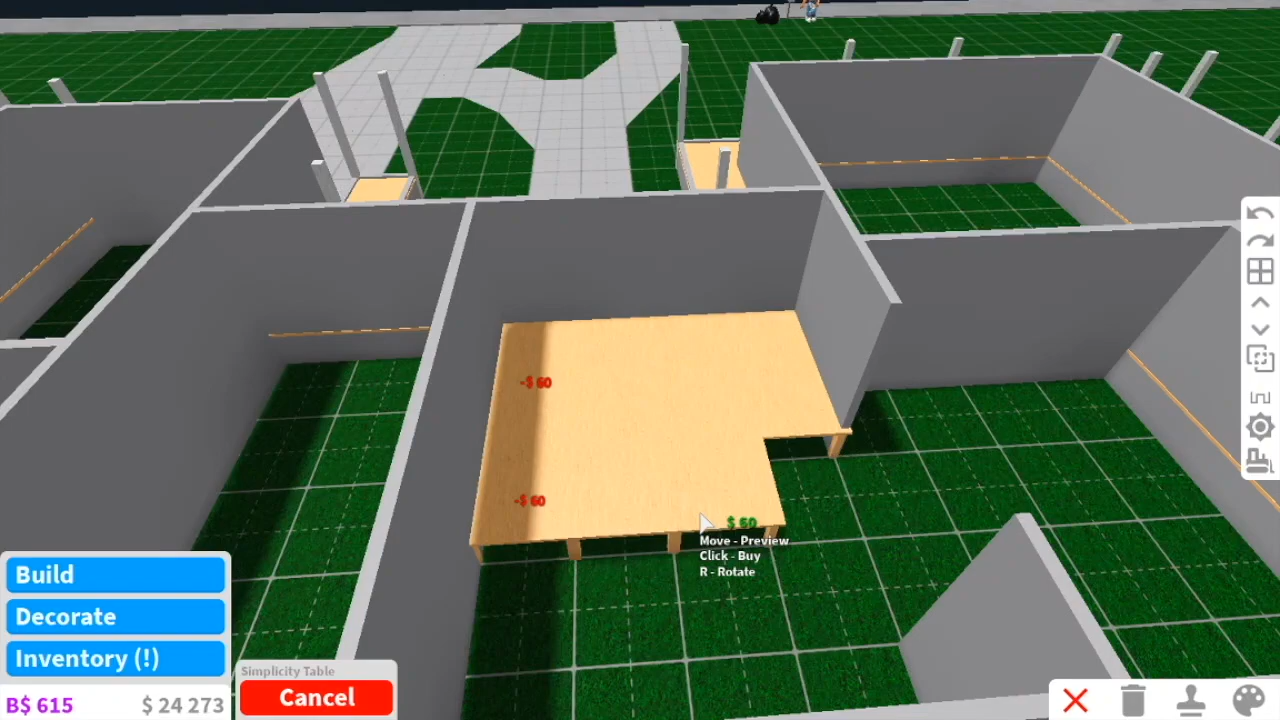 -$ 60
-$ 60
$ 60
Move - Preview
Click - Buy
R - Rotate
Build
Decorate
Inventory (!)
B$ 615
$ 24 273
Simplicity Table
Cancel